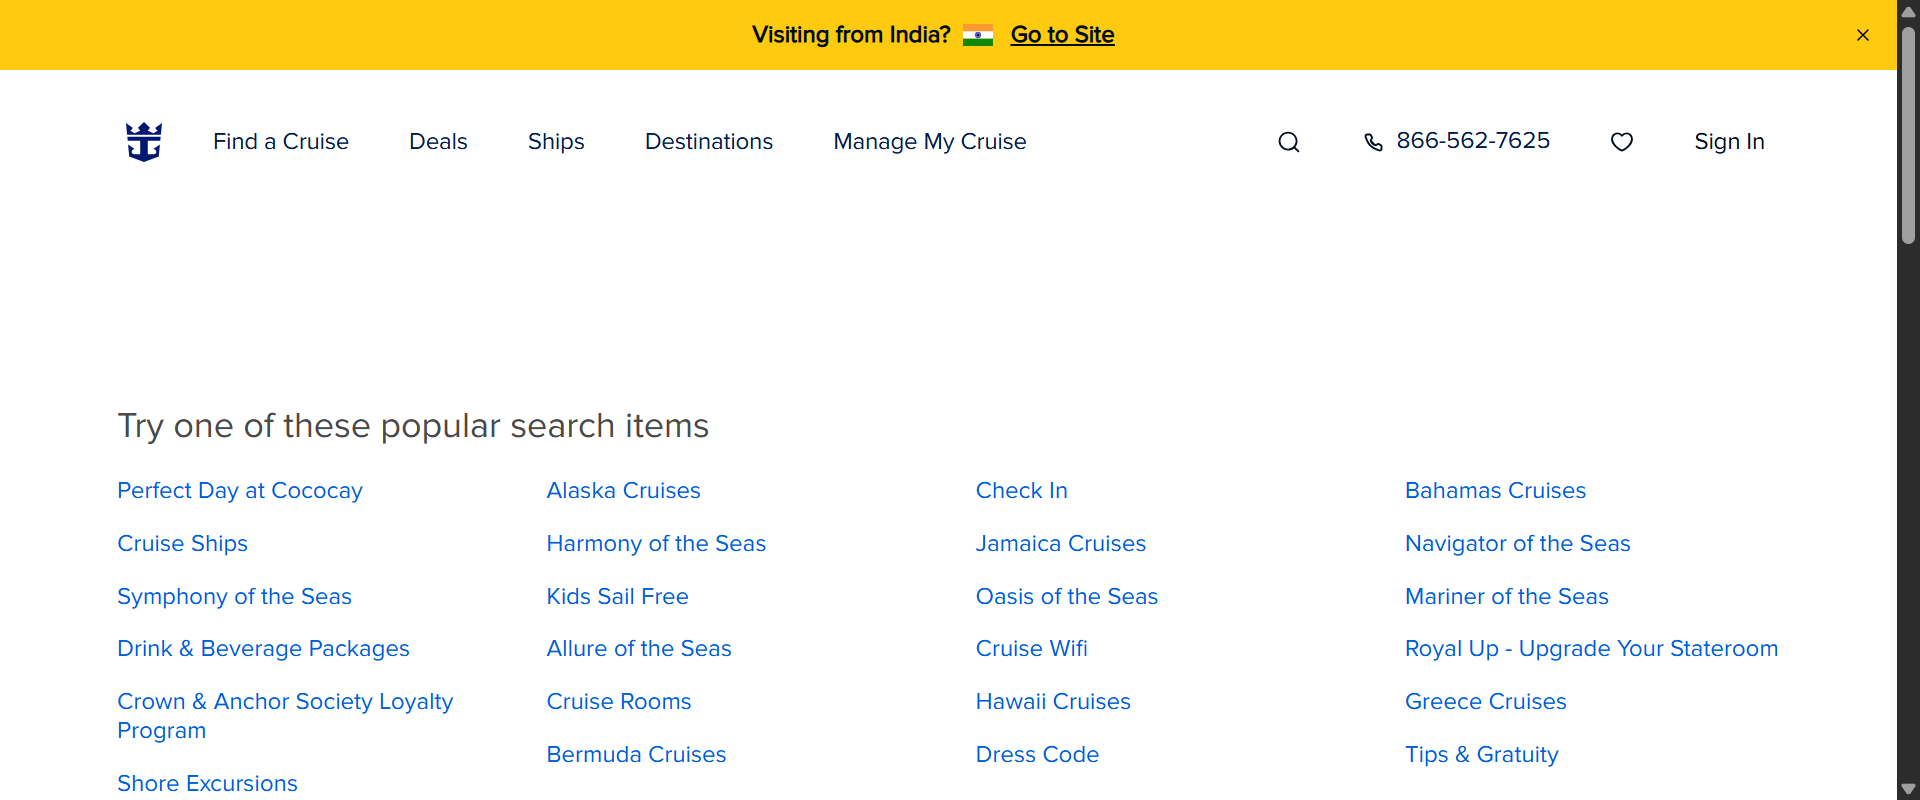 Visiting from India? Go to Site
Find a Cruise Deals Ships Destinations Manage My Cruise 866-562-7625 Sign In
Try one of these popular search items
Perfect Day at Cococay
Cruise Ships
Symphony of the Seas
Drink & Beverage Packages
Crown & Anchor Society Loyalty
Program
Shore Excursions
Alaska Cruises
Harmony of the Seas
Kids Sail Free
Allure of the Seas
Cruise Rooms
Bermuda Cruises
Check In
Jamaica Cruises
Oasis of the Seas
Cruise Wifi
Hawaii Cruises
Dress Code
Bahamas Cruises
Navigator of the Seas
Mariner of the Seas
Royal Up - Upgrade Your Stateroom
Greece Cruises
Tips & Gratuity